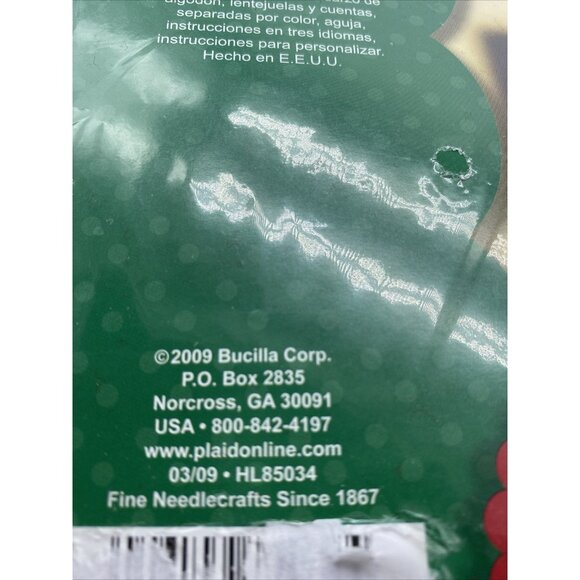 algodón, lentejuelas y cuentas,
separadas por color, aguja,
instrucciones en tres idiomas,
instrucciones para personalizar.
Hecho en E.E.U.U.
©2009 Bucilla Corp.
P.O. Box 2835
Norcross, GA 30091
USA • 800-842-4197
www.plaidonline.com
03/09 • HL85034
Fine Needlecrafts Since 1867